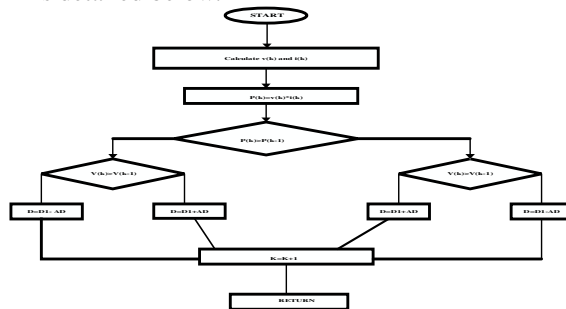 START
Calculate v(k) and i(k)
P(k)=v(k)*i(k)
P(k)=P(k-1)
V(k)=V(k-1)
V(k)=V(k-1)
D=D1-AD
D=D1+AD
D=D1+AD
D=D1-AD
K=K+1
RETURN